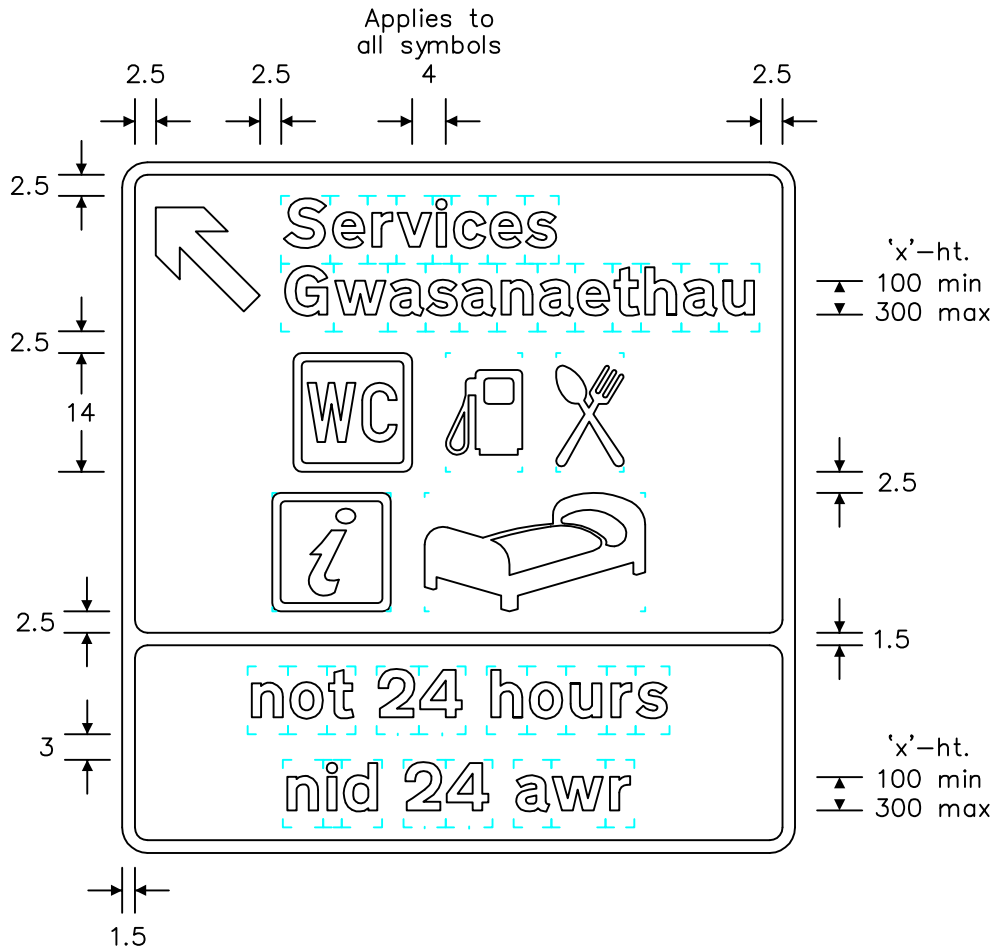 Applies to
all symbols
2.5 2.5 4 2.5
2.5
Services
Gwasanaethau
'x'-ht.
100 min
300 max
2.5
14
WC
2.5
i
2.5
1.5
not 24 hours
3
nid 24 awr
'x'-ht.
100 min
300 max
1.5